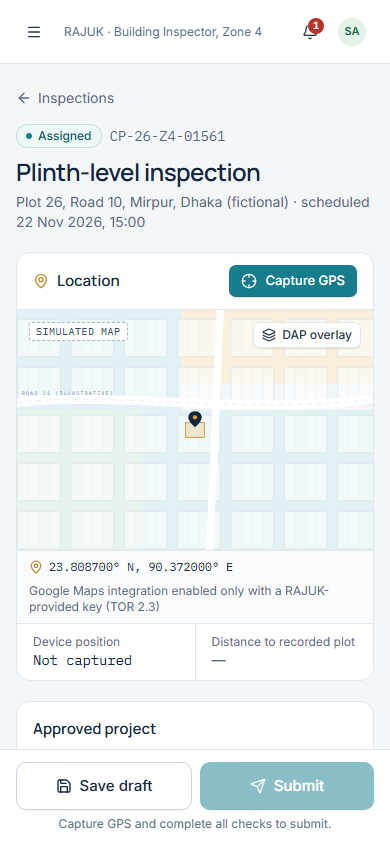 RAJUK · Building Inspector, Zone 4
1
SA
Inspections
Assigned CP-26-Z4-01561
Plinth-level inspection
Plot 26, Road 10, Mirpur, Dhaka (fictional) · scheduled
22 Nov 2026, 15:00
Location
Capture GPS
SIMULATED MAP
DAP overlay
ROAD 11 (ILLUSTRATIVE)
23.808700° N, 90.372000° E
Google Maps integration enabled only with a RAJUK-
provided key (TOR 2.3)
Device position
Not captured
Distance to recorded plot
—
Approved project
Save draft
Submit
Capture GPS and complete all checks to submit.